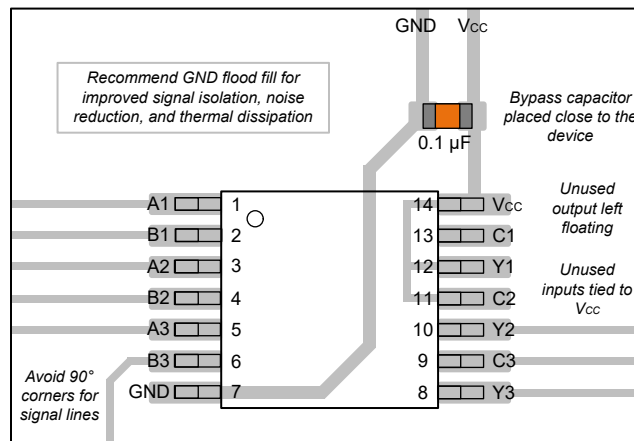 GND VCC
Recommend GND flood fill for
improved signal isolation, noise
reduction, and thermal dissipation
Bypass capacitor
placed close to the
device
0.1 µF
A1 1 14 VCC
B1 2 13 C1
A2 3 12 Y1
B2 4 11 C2
A3 5 10 Y2
B3 6 9 C3
GND 7 8 Y3
Unused
output left
floating
Unused
inputs tied to
VCC
Avoid 90°
corners for
signal lines